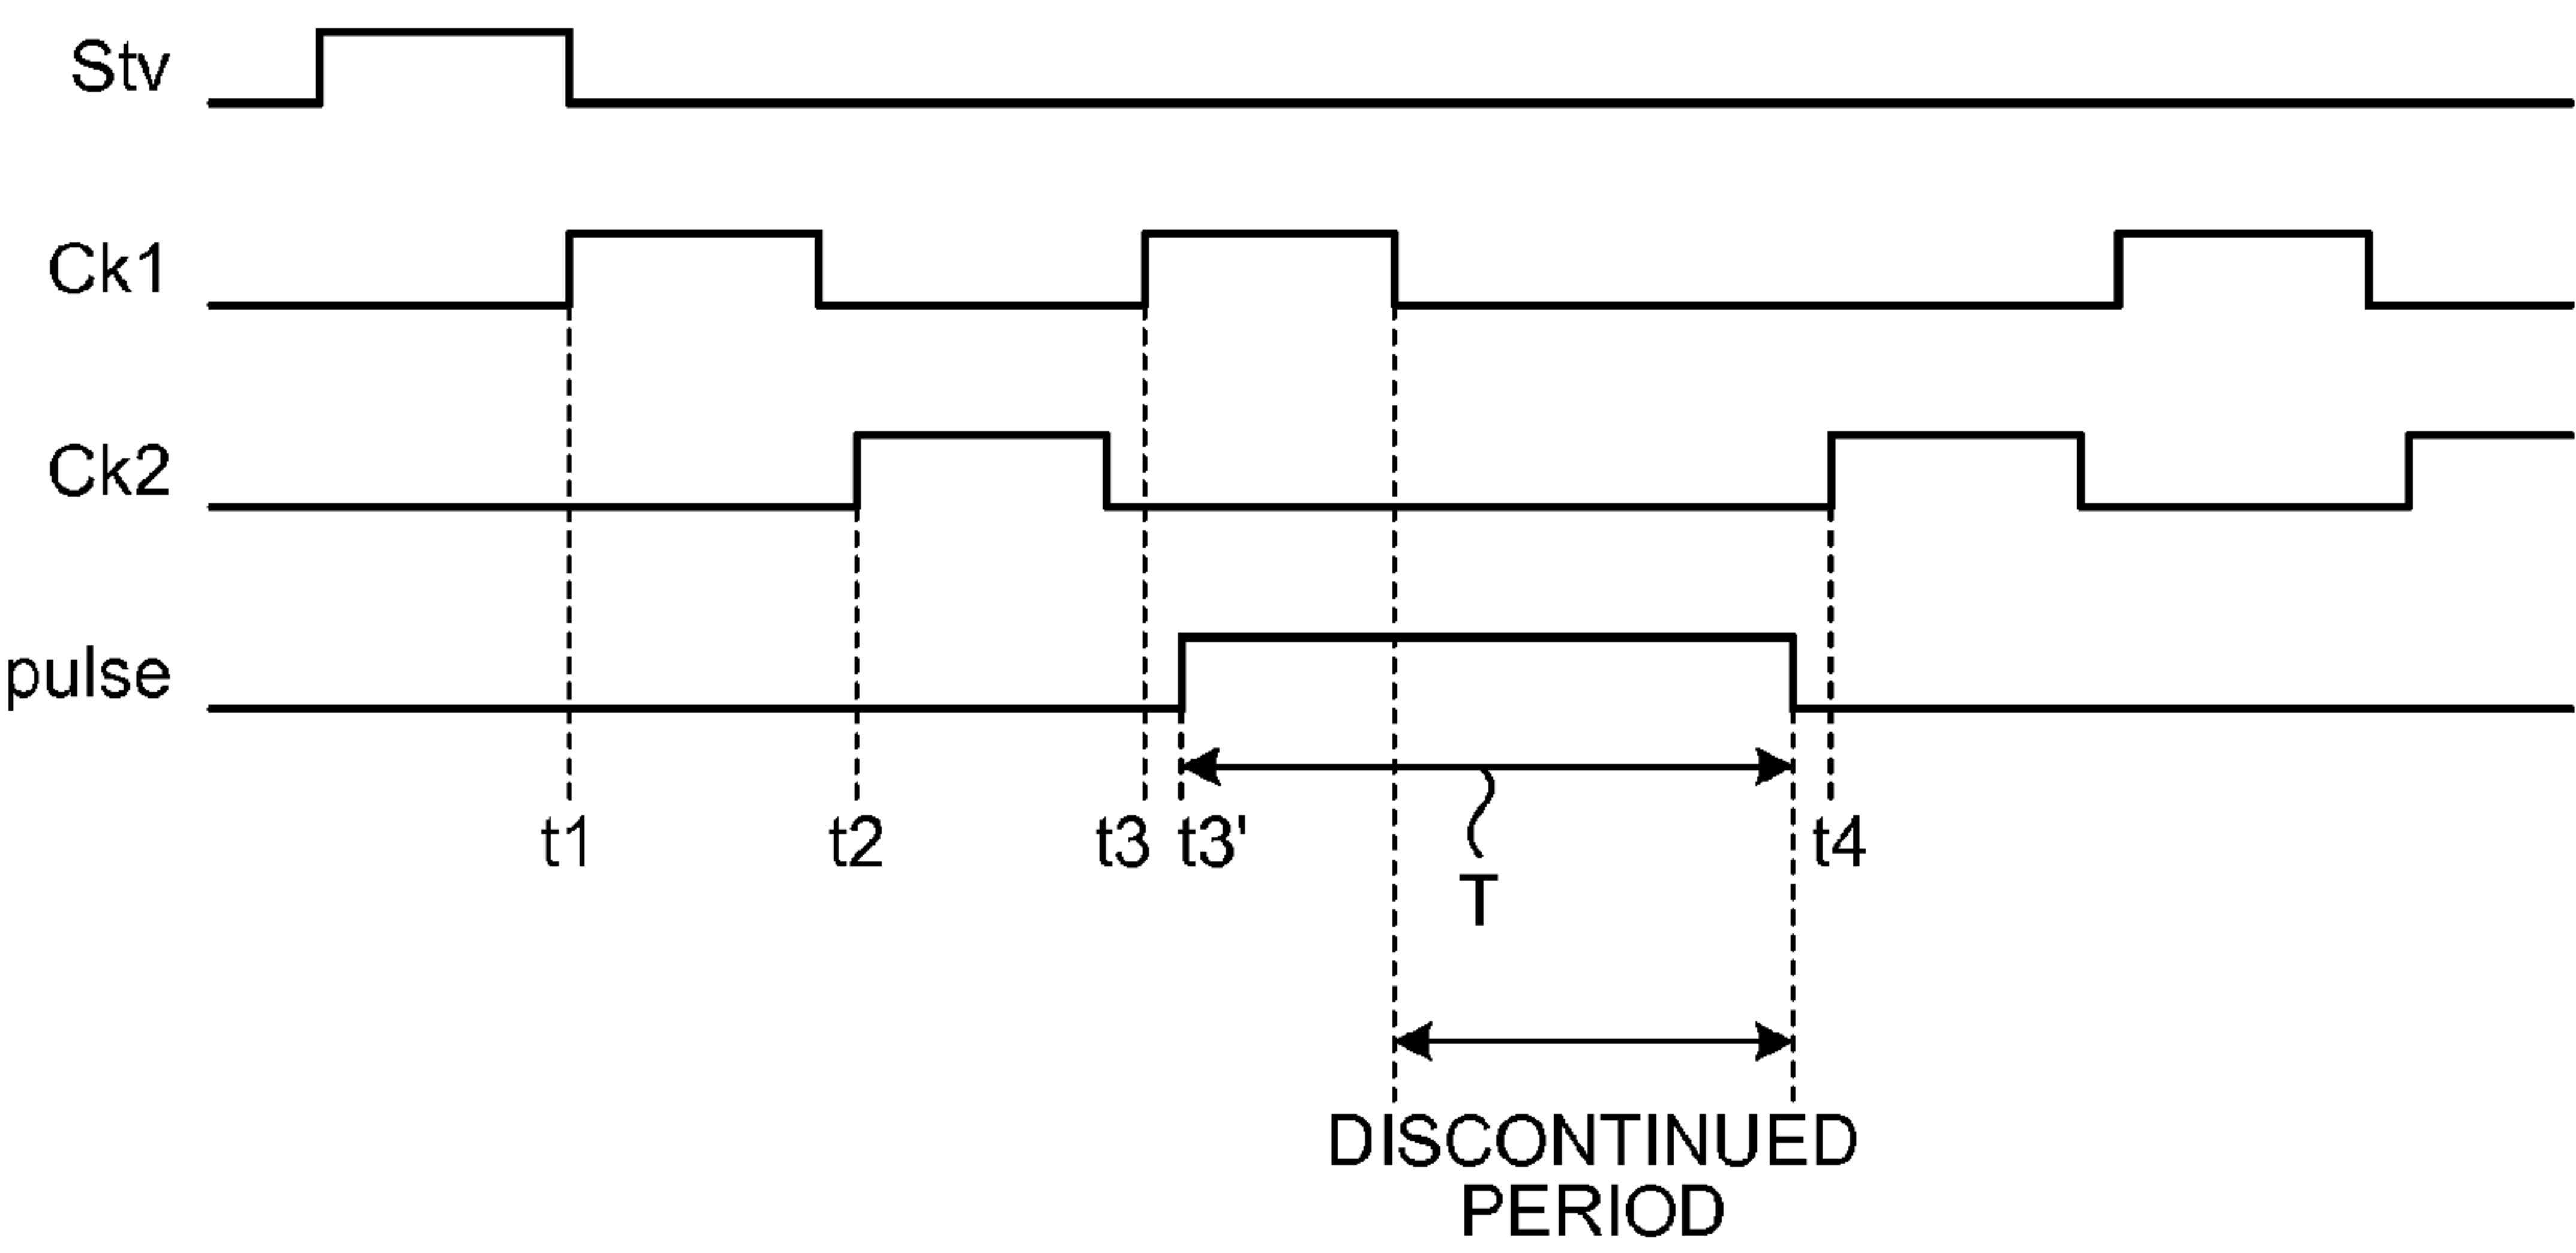 Stv
Ck1
Ck2
pulse
t1 t2 t3 t3' t4
T
DISCONTINUED
PERIOD